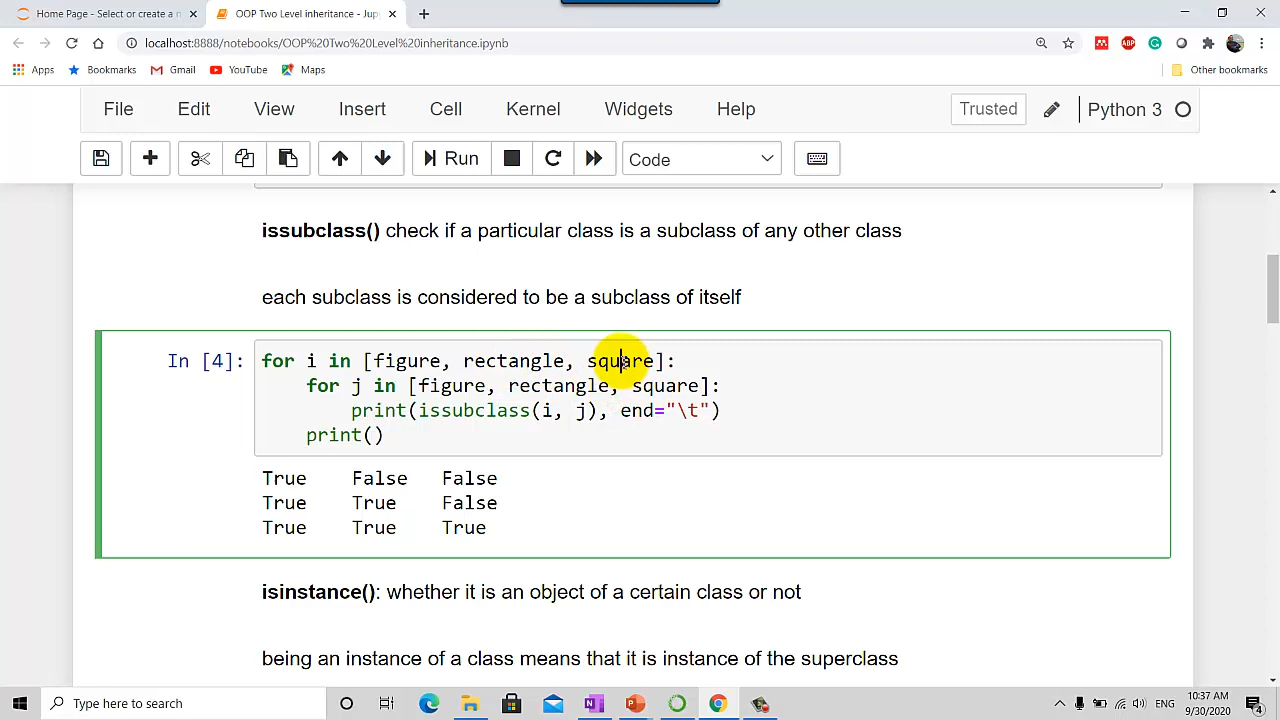 Home Page - Select or create a n
OOP Two Level inheritance - Jup
localhost:8888/notebooks/OOP%20Two%20Level%20inheritance.ipynb
ABP
Apps Bookmarks Gmail YouTube Maps Other bookmarks
File Edit View Insert Cell Kernel Widgets Help Trusted Python 3
Run Code
issubclass() check if a particular class is a subclass of any other class
each subclass is considered to be a subclass of itself
In [4]: for i in [figure, rectangle, square]:
for j in [figure, rectangle, square]:
print(issubclass(i, j), end="\t")
print()
True False False
True True False
True True True
isinstance(): whether it is an object of a certain class or not
being an instance of a class means that it is instance of the superclass
Type here to search
ENG
10:37 AM
9/30/2020
4